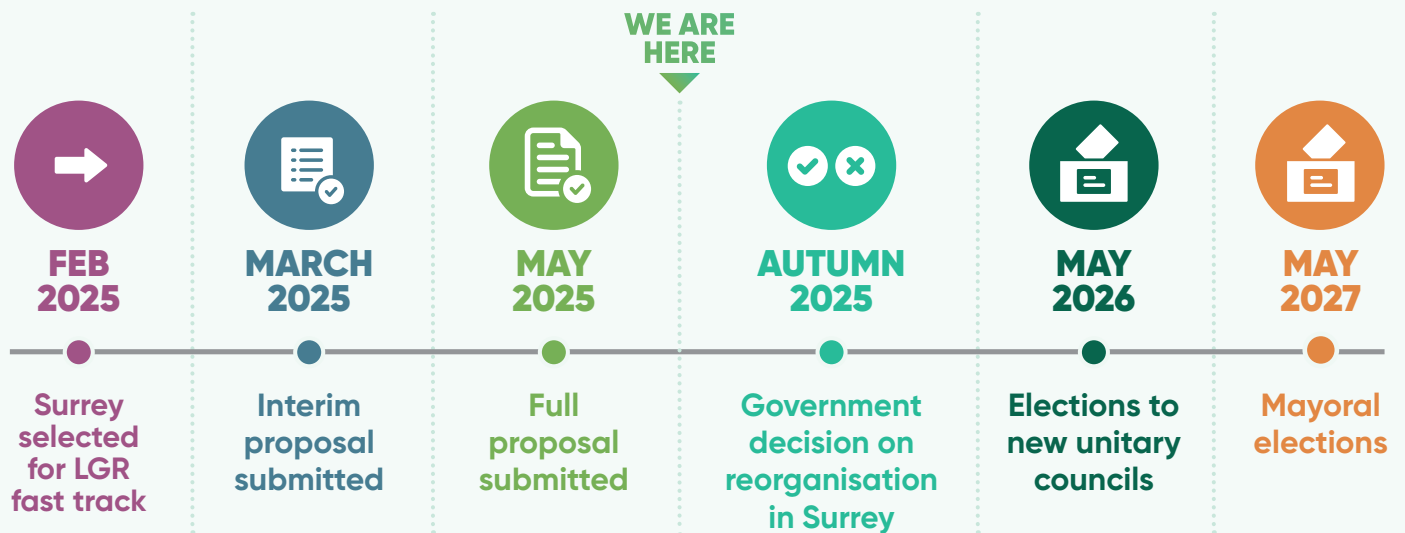 WE ARE
HERE
FEB
2025
Surrey
selected
for LGR
fast track
MARCH
2025
Interim
proposal
submitted
MAY
2025
Full
proposal
submitted
AUTUMN
2025
Government
decision on
reorganisation
in Surrey
MAY
2026
Elections to
new unitary
councils
MAY
2027
Mayoral
elections